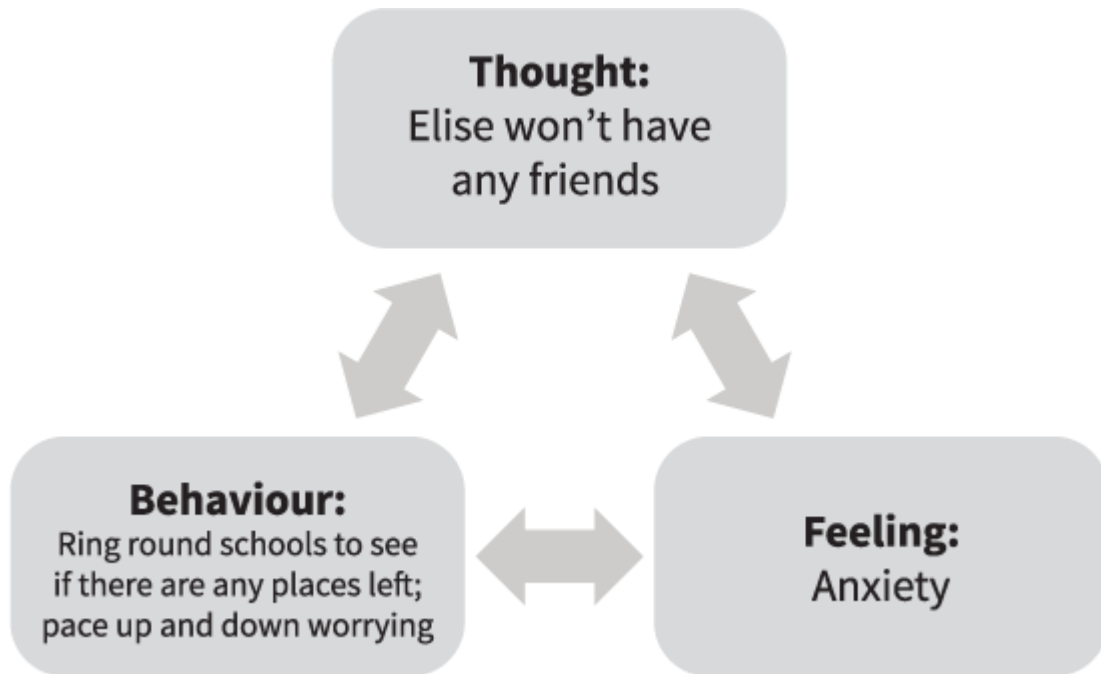 Thought:
Elise won’t have
any friends
Behaviour:
Ring round schools to see
if there are any places left;
pace up and down worrying
Feeling:
Anxiety